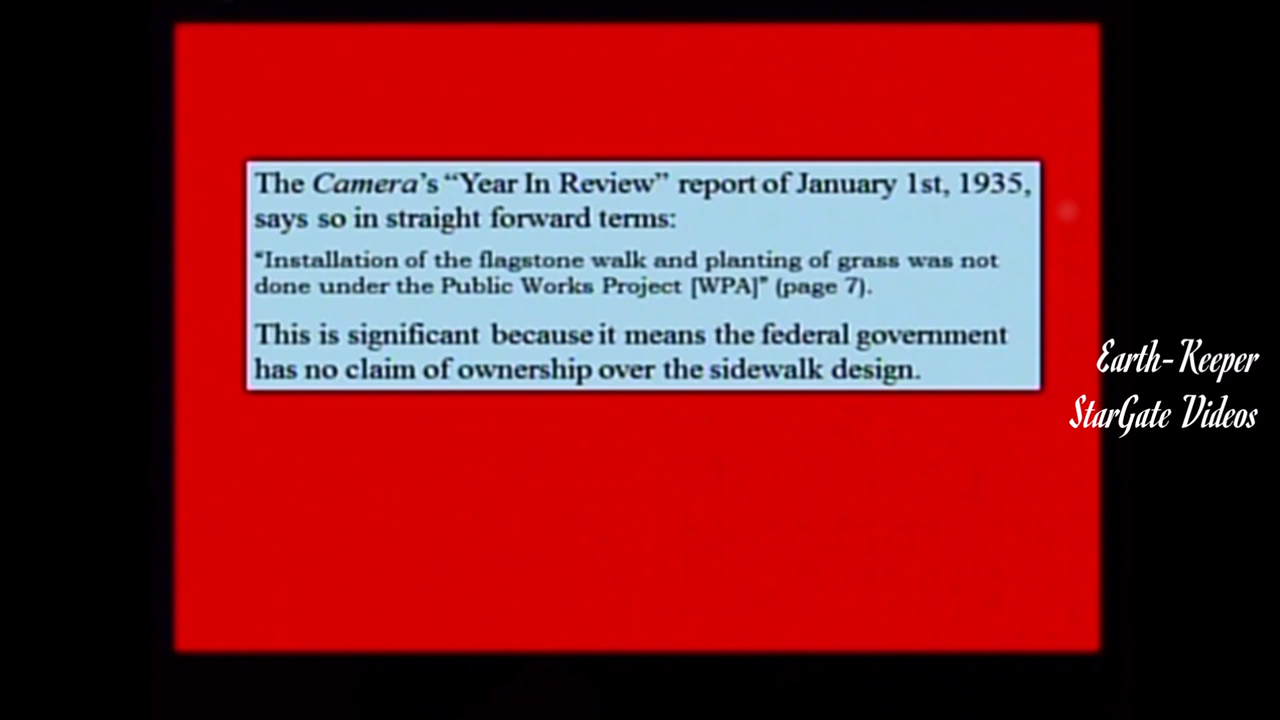 The Camera's “Year In Review” report of January 1st, 1935,
says so in straight forward terms:
“Installation of the flagstone walk and planting of grass was not
done under the Public Works Project [WPA]” (page 7).
This is significant because it means the federal government
has no claim of ownership over the sidewalk design.
Earth-Keeper
StarGate Videos